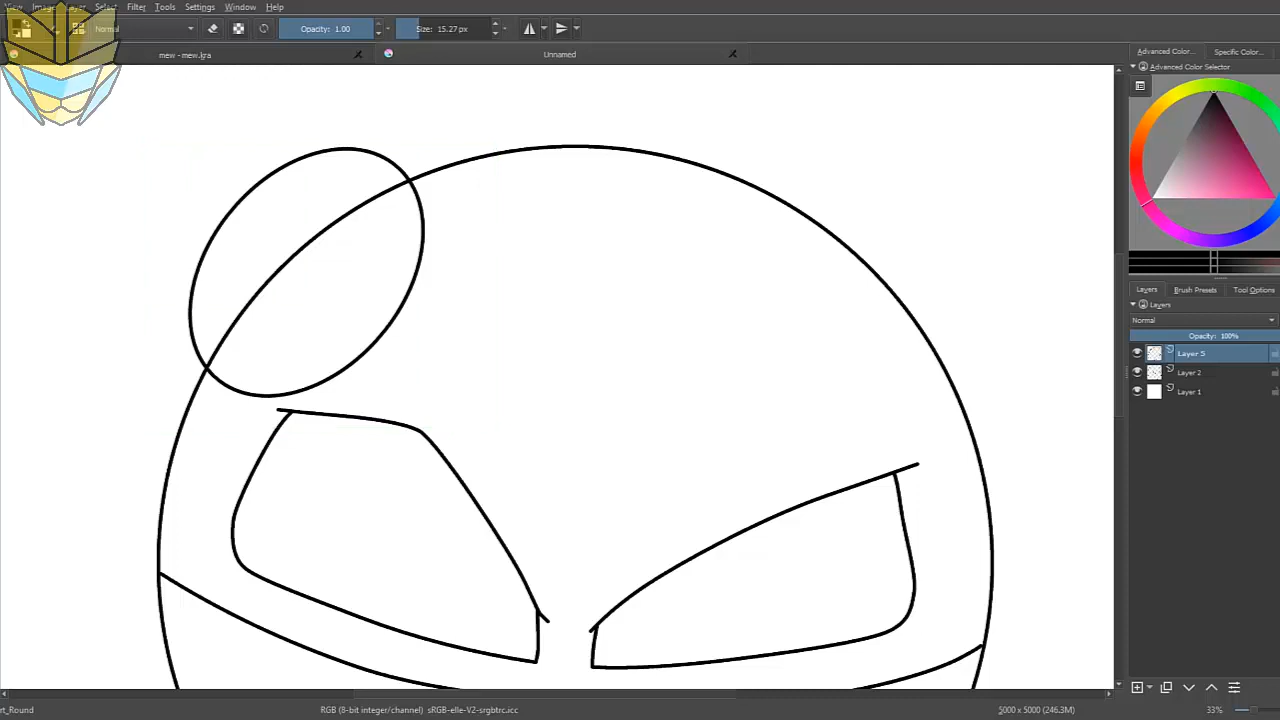 View Image Layer Select Filter Tools Settings Window Help
Normal Opacity: 1.00 Size: 15.27 px
mew - mew.kra Unnamed
Advanced Color... Specific Color...
Advanced Color Selector
Layers Brush Presets Tool Options
Layers
Normal
Opacity: 100%
Layer 5
Layer 2
Layer 1
RGB (8-bit integer/channel) sRGB-elle-V2-srgbtrc.icc 5000 x 5000 (246.3M) 33%